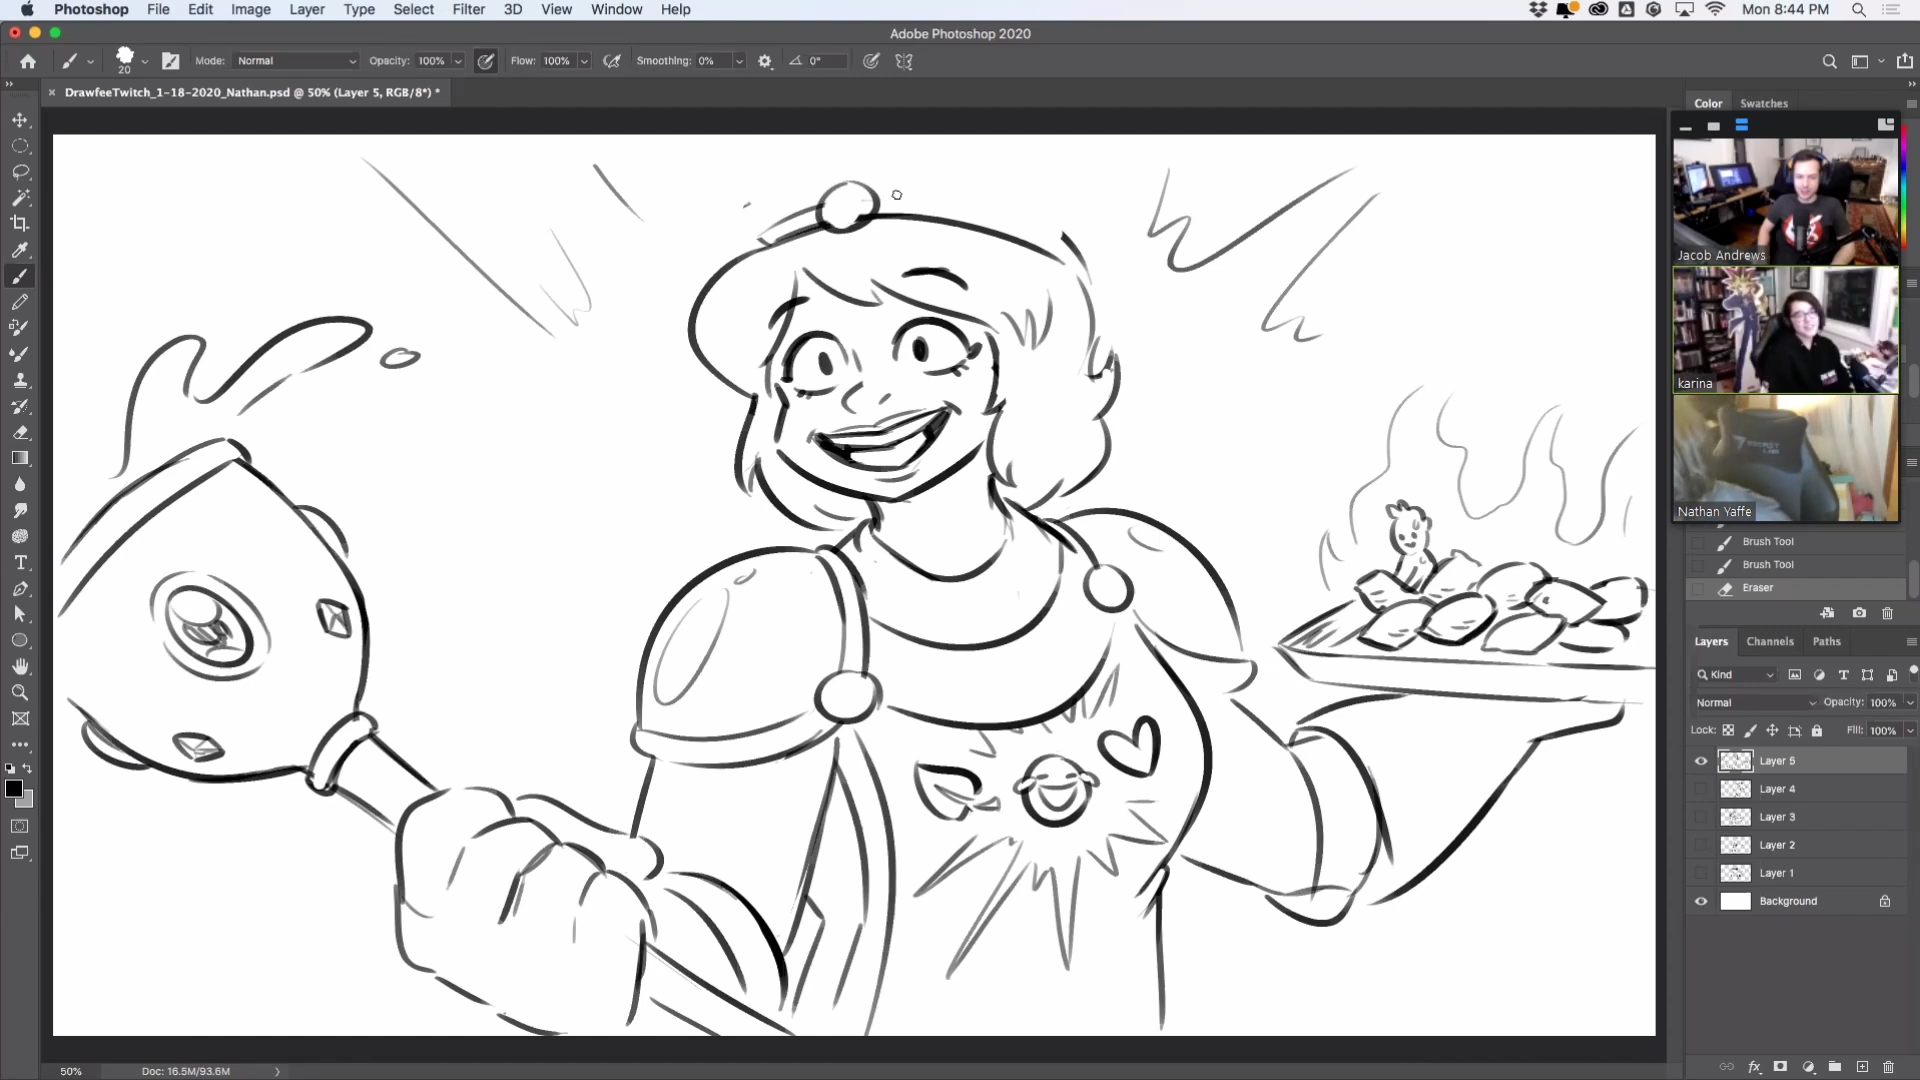 Photoshop File Edit Image Layer Type Select Filter 3D View Window Help Mon 8:44 PM
Adobe Photoshop 2020
20 Mode: Normal Opacity: 100% Flow: 100% Smoothing: 0% 0°
DrawfeeTwitch_1-18-2020_Nathan.psd @ 50% (Layer 5, RGB/8*) *
Color Swatches
Jacob Andrews
karina
Nathan Yaffe
Brush Tool
Brush Tool
Eraser
Layers Channels Paths
Kind
Normal Opacity: 100%
Lock: Fill: 100%
Layer 5
Layer 4
Layer 3
Layer 2
Layer 1
Background
50% Doc: 16.5M/93.6M